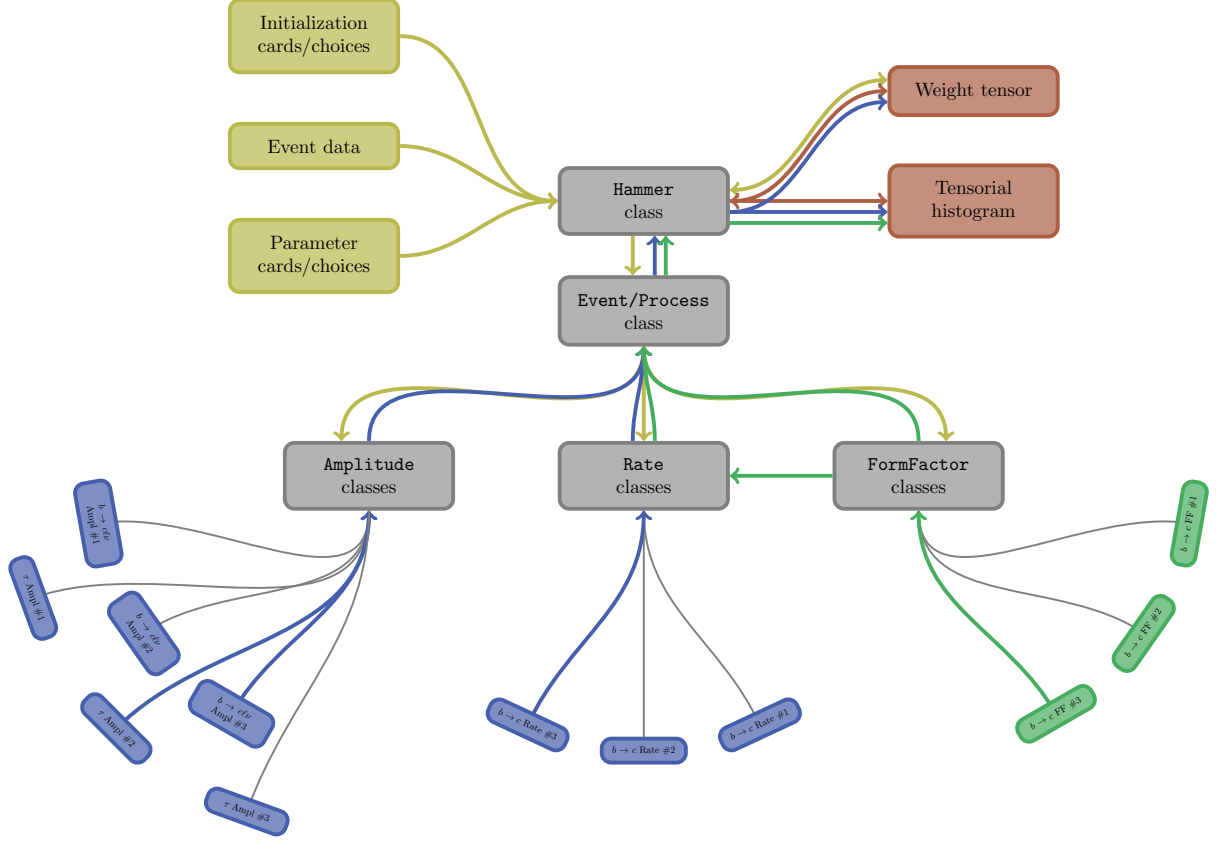 Initialization
cards/choices
Event data
Parameter
cards/choices
Weight tensor
Tensorial
histogram
Hammer
class
Event/Process
class
Amplitude
classes
Rate
classes
FormFactor
classes
b → cℓν
Ampl #1
τ Ampl #1
b → cℓν
Ampl #2
τ Ampl #2
b → cℓν
Ampl #3
τ Ampl #3
b → c Rate #3
b → c Rate #2
b → c Rate #1
b → c FF #1
b → c FF #2
b → c FF #3